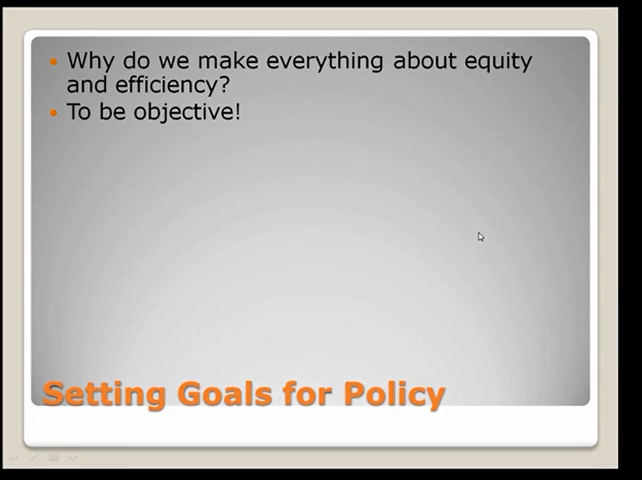 Why do we make everything about equity
and efficiency?
To be objective!
Setting Goals for Policy